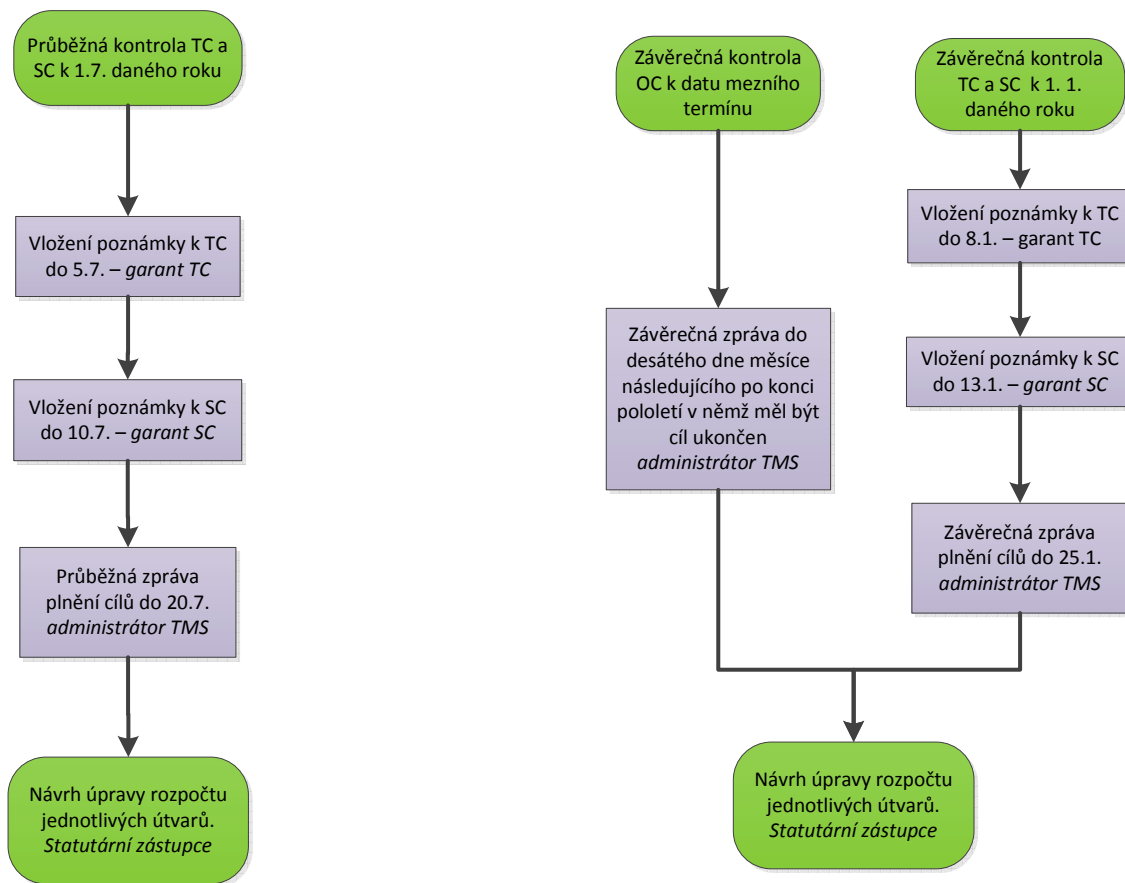 Průběžná kontrola TC a
SC k 1.7. daného roku
Vložení poznámky k TC
do 5.7. – garant TC
Vložení poznámky k SC
do 10.7. – garant SC
Průběžná zpráva
plnění cílů do 20.7.
administrátor TMS
Návrh úpravy rozpočtu
jednotlivých útvarů.
Statutární zástupce
Závěrečná kontrola
OC k datu mezního
termínu
Závěrečná zpráva do
desátého dne měsíce
následujícího po konci
pololetí v němž měl být
cíl ukončen
administrátor TMS
Závěrečná kontrola
TC a SC k 1. 1.
daného roku
Vložení poznámky k TC
do 8.1. – garant TC
Vložení poznámky k SC
do 13.1. – garant SC
Závěrečná zpráva
plnění cílů do 25.1.
administrátor TMS
Návrh úpravy rozpočtu
jednotlivých útvarů.
Statutární zástupce